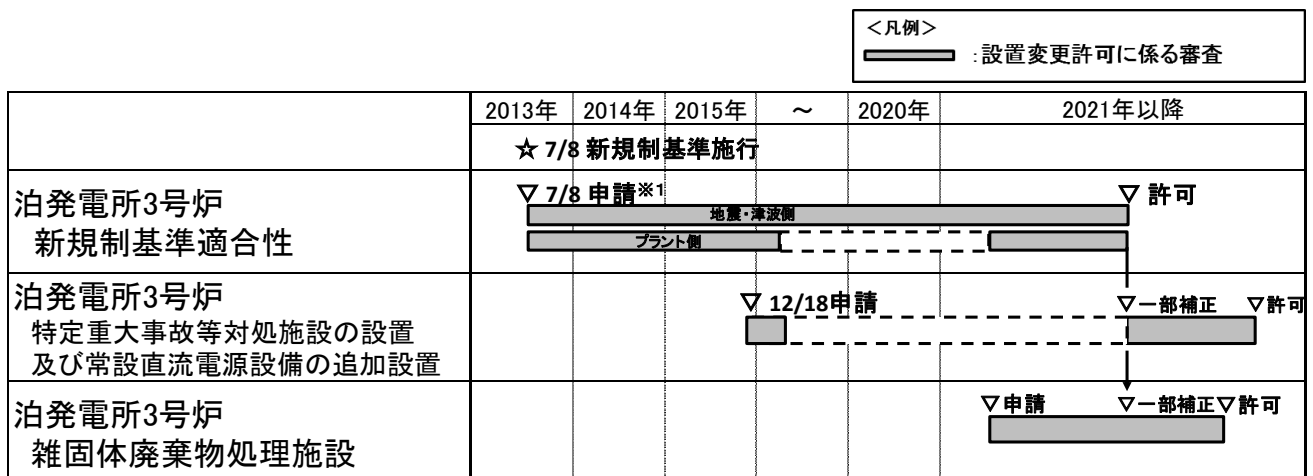 ＜凡例＞
：設置変更許可に係る審査
2013年 2014年 2015年 ～ 2020年 2021年以降
☆ 7/8 新規制基準施行
泊発電所3号炉
新規制基準適合性
▽ 7/8 申請※1
▽ 許可
地震・津波側
プラント側
泊発電所3号炉
特定重大事故等対処施設の設置
及び常設直流電源設備の追加設置
▽ 12/18申請
▽一部補正 ▽許可
泊発電所3号炉
雑固体廃棄物処理施設
▽申請 ▽一部補正▽許可